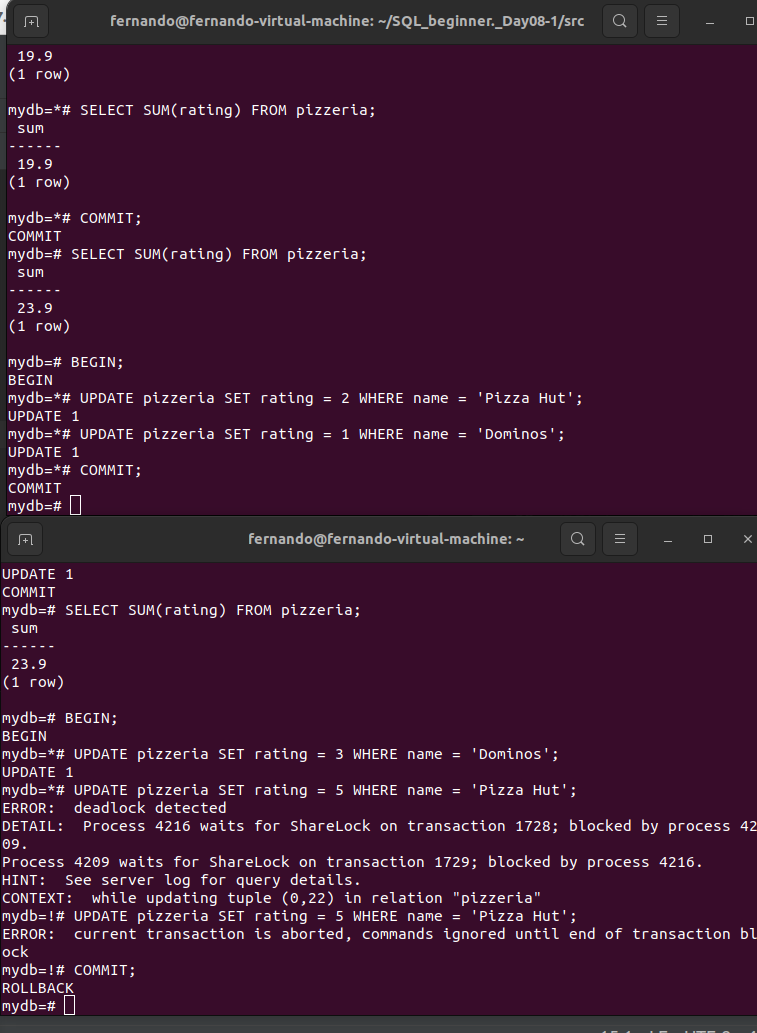 fernando@fernando-virtual-machine: ~/SQL_beginner._Day08-1/src
19.9
(1 row)
mydb=*# SELECT SUM(rating) FROM pizzeria;
sum
------
19.9
(1 row)
mydb=*# COMMIT;
COMMIT
mydb=# SELECT SUM(rating) FROM pizzeria;
sum
------
23.9
(1 row)
mydb=# BEGIN;
BEGIN
mydb=*# UPDATE pizzeria SET rating = 2 WHERE name = 'Pizza Hut';
UPDATE 1
mydb=*# UPDATE pizzeria SET rating = 1 WHERE name = 'Dominos';
UPDATE 1
mydb=*# COMMIT;
COMMIT
mydb=#
fernando@fernando-virtual-machine: ~
UPDATE 1
COMMIT
mydb=# SELECT SUM(rating) FROM pizzeria;
sum
------
23.9
(1 row)
mydb=# BEGIN;
BEGIN
mydb=*# UPDATE pizzeria SET rating = 3 WHERE name = 'Dominos';
UPDATE 1
mydb=*# UPDATE pizzeria SET rating = 5 WHERE name = 'Pizza Hut';
ERROR:  deadlock detected
DETAIL:  Process 4216 waits for ShareLock on transaction 1728; blocked by process 42
09.
Process 4209 waits for ShareLock on transaction 1729; blocked by process 4216.
HINT:  See server log for query details.
CONTEXT:  while updating tuple (0,22) in relation "pizzeria"
mydb=!# UPDATE pizzeria SET rating = 5 WHERE name = 'Pizza Hut';
ERROR:  current transaction is aborted, commands ignored until end of transaction bl
ock
mydb=!# COMMIT;
ROLLBACK
mydb=#